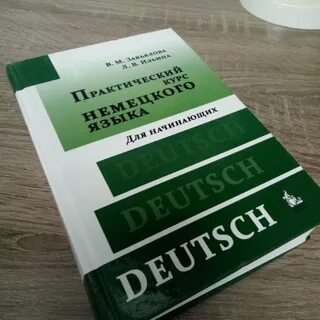 В. М. Завьялова
Л. В. Ильина
Практический
курс
немецкого
языка
Для начинающих
DEUTSCH
DEUTSCH
DEUTSCH